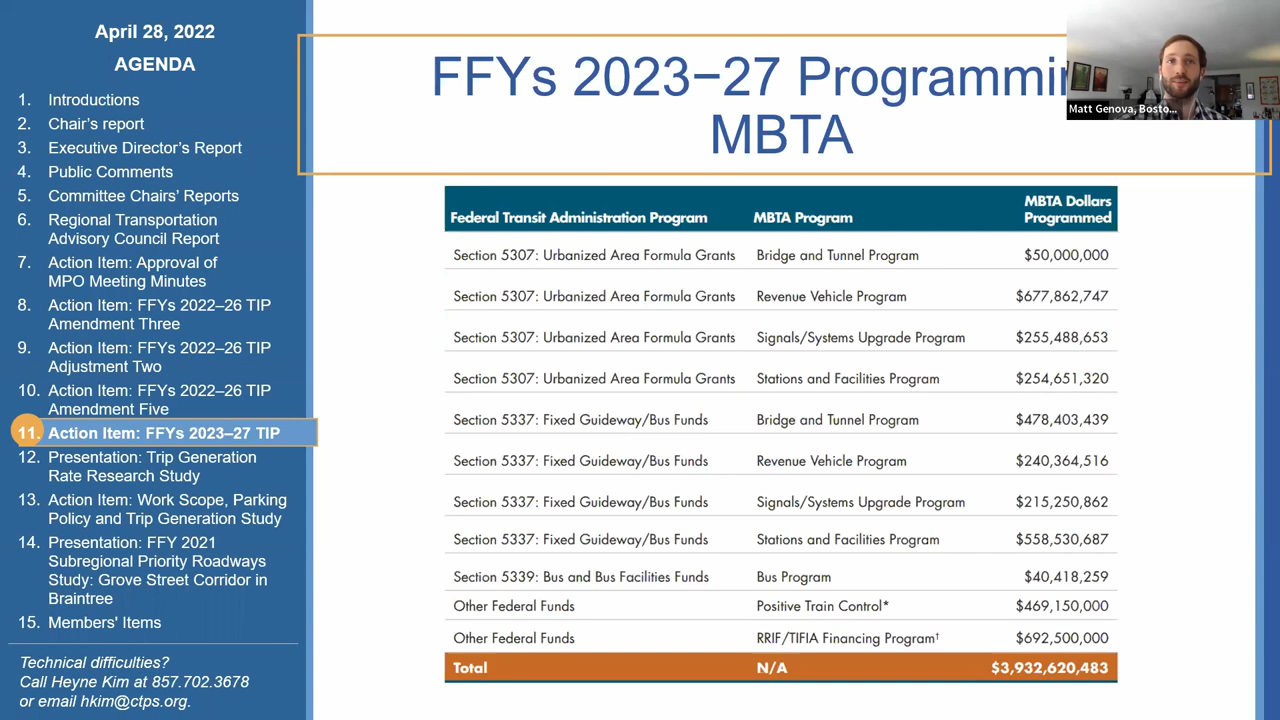 April 28, 2022
AGENDA
1. Introductions
2. Chair's report
3. Executive Director's Report
4. Public Comments
5. Committee Chairs' Reports
6. Regional Transportation
Advisory Council Report
7. Action Item: Approval of
MPO Meeting Minutes
8. Action Item: FFYs 2022–26 TIP
Amendment Three
9. Action Item: FFYs 2022–26 TIP
Adjustment Two
10. Action Item: FFYs 2022–26 TIP
Amendment Five
11. Action Item: FFYs 2023–27 TIP
12. Presentation: Trip Generation
Rate Research Study
13. Action Item: Work Scope, Parking
Policy and Trip Generation Study
14. Presentation: FFY 2021
Subregional Priority Roadways
Study: Grove Street Corridor in
Braintree
15. Members' Items
Technical difficulties?
Call Heyne Kim at 857.702.3678
or email hkim@ctps.org.
FFYs 2023–27 Programmin
MBTA
Matt Genova, Bosto...
Federal Transit Administration Program MBTA Program MBTA Dollars Programmed
Section 5307: Urbanized Area Formula Grants Bridge and Tunnel Program $50,000,000
Section 5307: Urbanized Area Formula Grants Revenue Vehicle Program $677,862,747
Section 5307: Urbanized Area Formula Grants Signals/Systems Upgrade Program $255,488,653
Section 5307: Urbanized Area Formula Grants Stations and Facilities Program $254,651,320
Section 5337: Fixed Guideway/Bus Funds Bridge and Tunnel Program $478,403,439
Section 5337: Fixed Guideway/Bus Funds Revenue Vehicle Program $240,364,516
Section 5337: Fixed Guideway/Bus Funds Signals/Systems Upgrade Program $215,250,862
Section 5337: Fixed Guideway/Bus Funds Stations and Facilities Program $558,530,687
Section 5339: Bus and Bus Facilities Funds Bus Program $40,418,259
Other Federal Funds Positive Train Control* $469,150,000
Other Federal Funds RRIF/TIFIA Financing Program† $692,500,000
Total N/A $3,932,620,483